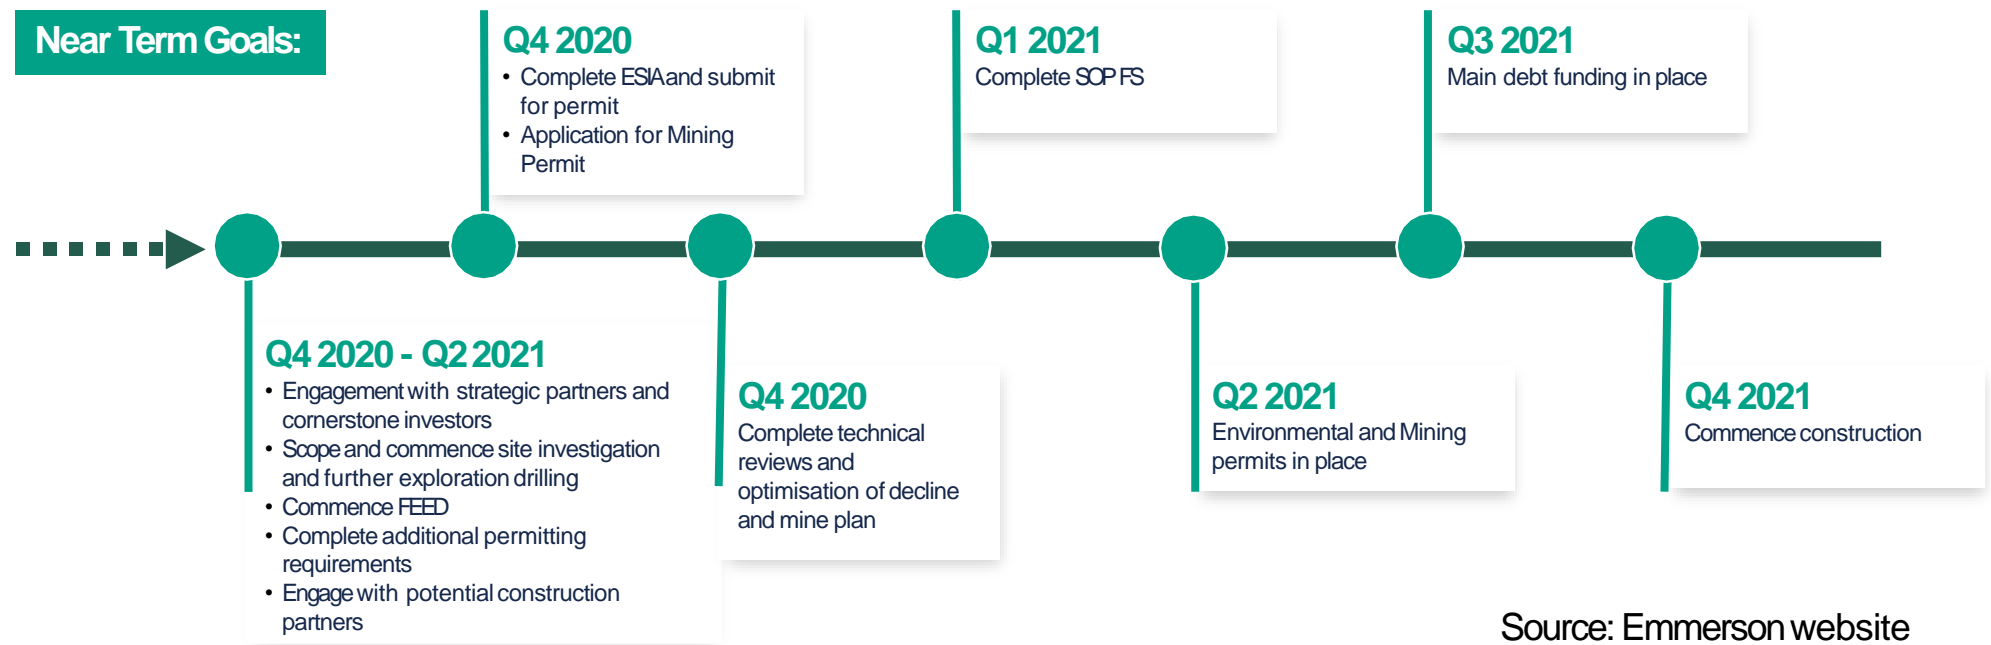 Near Term Goals:
Q4 2020
• Complete ESIA and submit
for permit
• Application for Mining
Permit
Q1 2021
Complete SOP FS
Q3 2021
Main debt funding in place
Q4 2020 - Q2 2021
• Engagement with strategic partners and
cornerstone investors
• Scope and commence site investigation
and further exploration drilling
• Commence FEED
• Complete additional permitting
requirements
• Engage with potential construction
partners
Q4 2020
Complete technical
reviews and
optimisation of decline
and mine plan
Q2 2021
Environmental and Mining
permits in place
Q4 2021
Commence construction
Source: Emmerson website